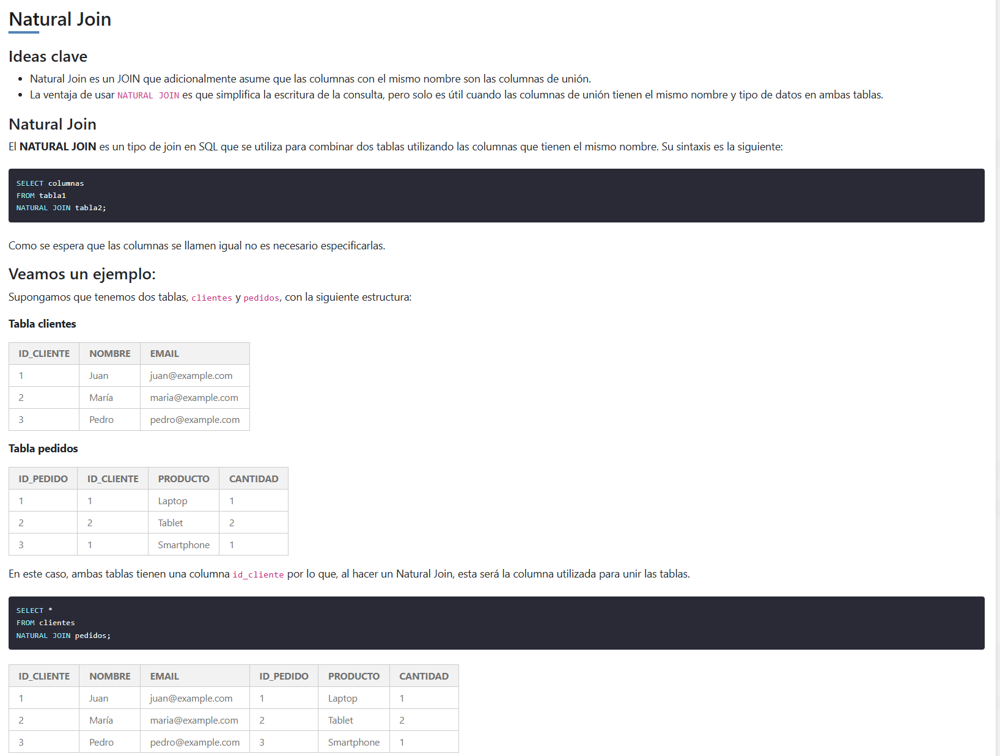 Natural Join
Ideas clave
• Natural Join es un JOIN que adicionalmente asume que las columnas con el mismo nombre son las columnas de unión.
• La ventaja de usar NATURAL JOIN es que simplifica la escritura de la consulta, pero solo es útil cuando las columnas de unión tienen el mismo nombre y tipo de datos en ambas tablas.
Natural Join
El NATURAL JOIN es un tipo de join en SQL que se utiliza para combinar dos tablas utilizando las columnas que tienen el mismo nombre. Su sintaxis es la siguiente:
SELECT columnas
FROM tabla1
NATURAL JOIN tabla2;
Como se espera que las columnas se llamen igual no es necesario especificarlas.
Veamos un ejemplo:
Supongamos que tenemos dos tablas, clientes y pedidos, con la siguiente estructura:
Tabla clientes
ID_CLIENTE NOMBRE EMAIL
1 Juan juan@example.com
2 María maria@example.com
3 Pedro pedro@example.com
Tabla pedidos
ID_PEDIDO ID_CLIENTE PRODUCTO CANTIDAD
1 1 Laptop 1
2 2 Tablet 2
3 1 Smartphone 1
En este caso, ambas tablas tienen una columna id_cliente por lo que, al hacer un Natural Join, esta será la columna utilizada para unir las tablas.
SELECT *
FROM clientes
NATURAL JOIN pedidos;
ID_CLIENTE NOMBRE EMAIL ID_PEDIDO PRODUCTO CANTIDAD
1 Juan juan@example.com 1 Laptop 1
2 María maria@example.com 2 Tablet 2
3 Pedro pedro@example.com 3 Smartphone 1